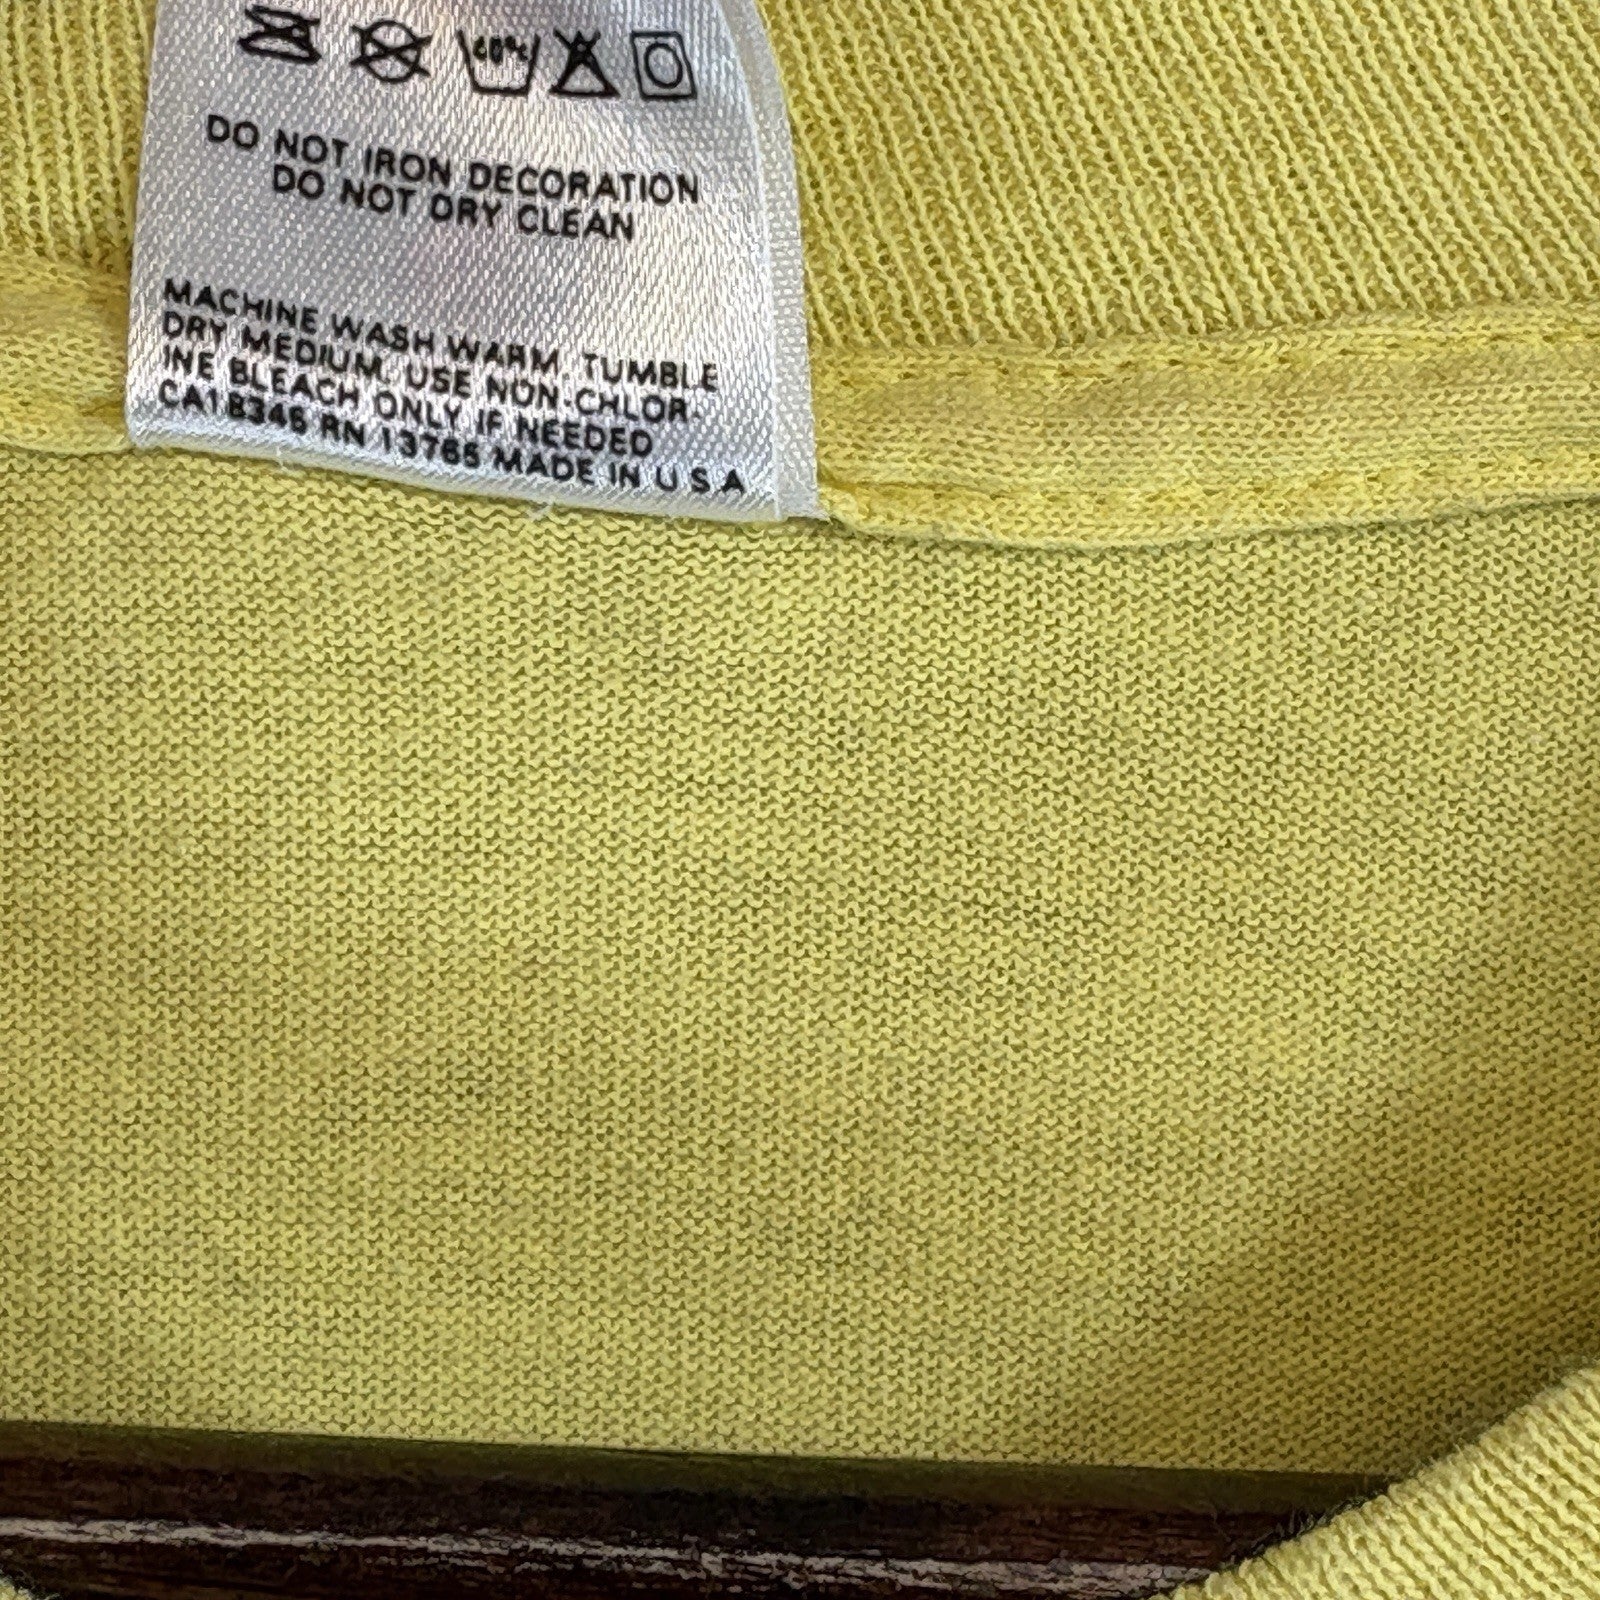 40°C
DO NOT IRON DECORATION
DO NOT DRY CLEAN
MACHINE WASH WARM, TUMBLE
DRY MEDIUM, USE NON-CHLOR-
INE BLEACH ONLY IF NEEDED
CA18346 RN 13765 MADE IN U S A